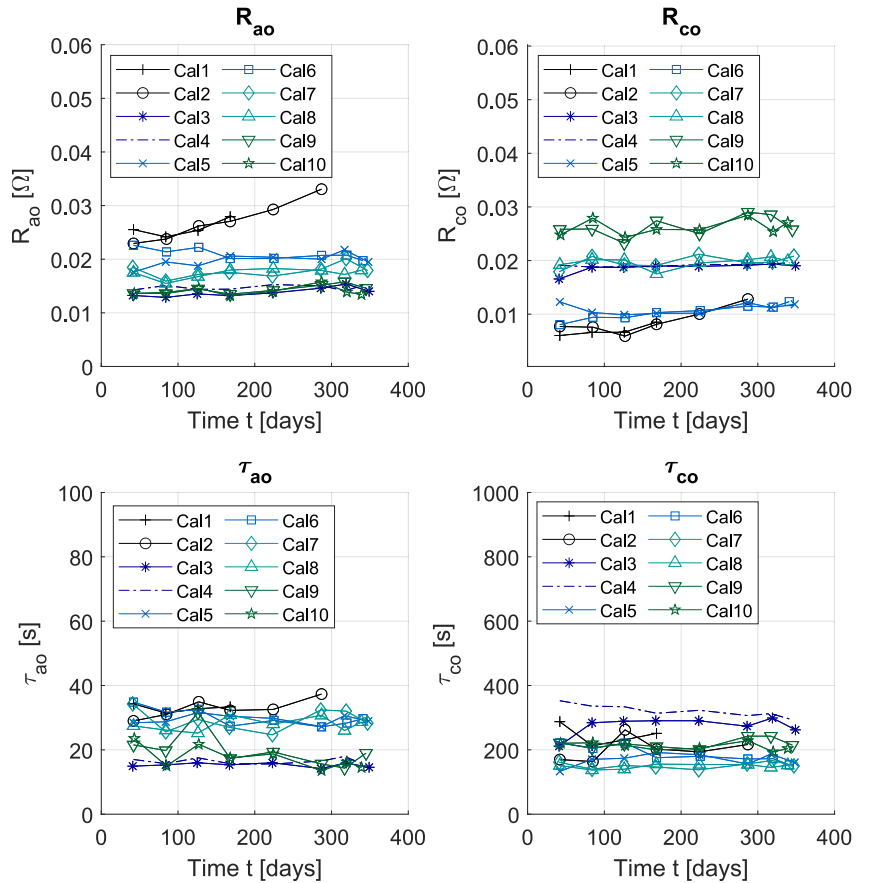 R_ao
0.06
0.05
0.04
0.03
0.02
0.01
0
R_ao [Ω]
Cal1 Cal6
Cal2 Cal7
Cal3 Cal8
Cal4 Cal9
Cal5 Cal10
0 100 200 300 400
Time t [days]
R_co
0.06
0.05
0.04
0.03
0.02
0.01
R_co [Ω]
Cal1 Cal6
Cal2 Cal7
Cal3 Cal8
Cal4 Cal9
Cal5 Cal10
0 100 200 300 400
Time t [days]
τ_ao
100
80
60
40
20
0
τ_ao [s]
Cal1 Cal6
Cal2 Cal7
Cal3 Cal8
Cal4 Cal9
Cal5 Cal10
0 100 200 300 400
Time t [days]
τ_co
1000
800
600
400
200
0
τ_co [s]
Cal1 Cal6
Cal2 Cal7
Cal3 Cal8
Cal4 Cal9
Cal5 Cal10
0 100 200 300 400
Time t [days]